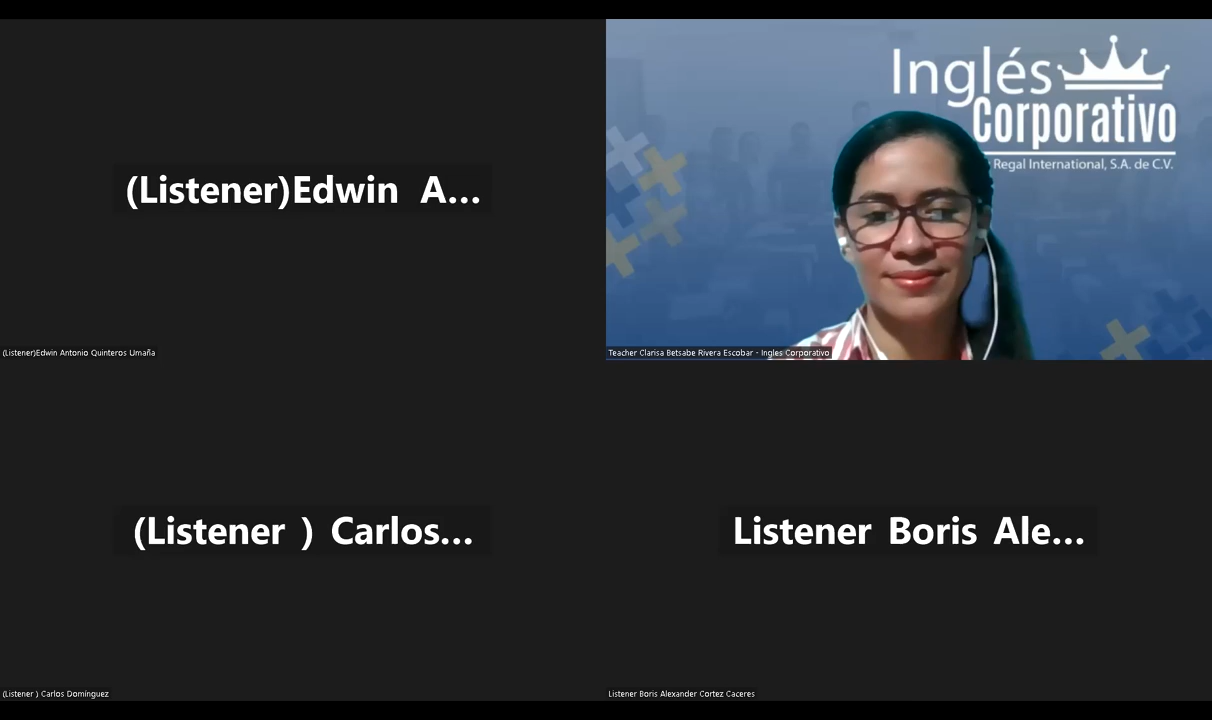 (Listener)Edwin A...
(Listener)Edwin Antonio Quinteros Umaña
Inglés
Corporativo
Regal International, S.A. de C.V.
Teacher Clarisa Betsabe Rivera Escobar - Ingles Corporativo
(Listener ) Carlos...
(Listener ) Carlos Domínguez
Listener Boris Ale...
Listener Boris Alexander Cortez Caceres